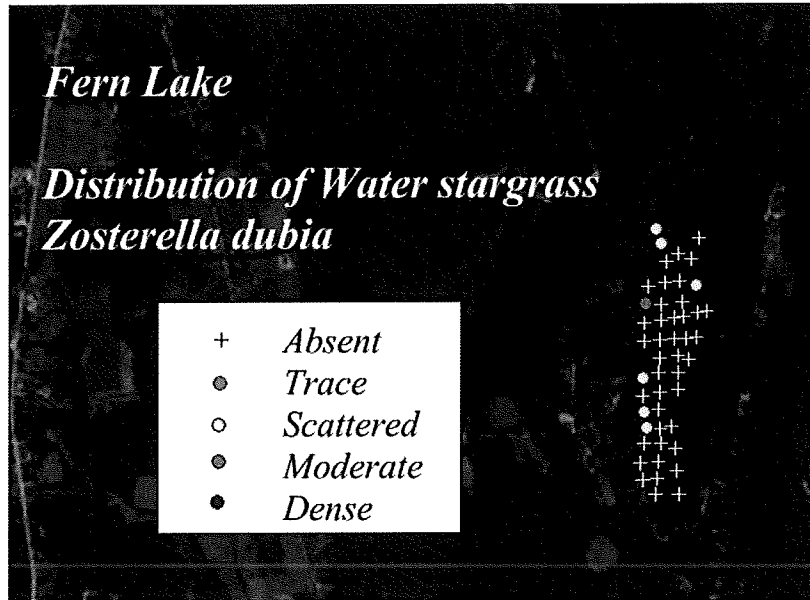 Fern Lake
Distribution of Water stargrass
Zosterella dubia
Absent
Trace
Scattered
Moderate
Dense